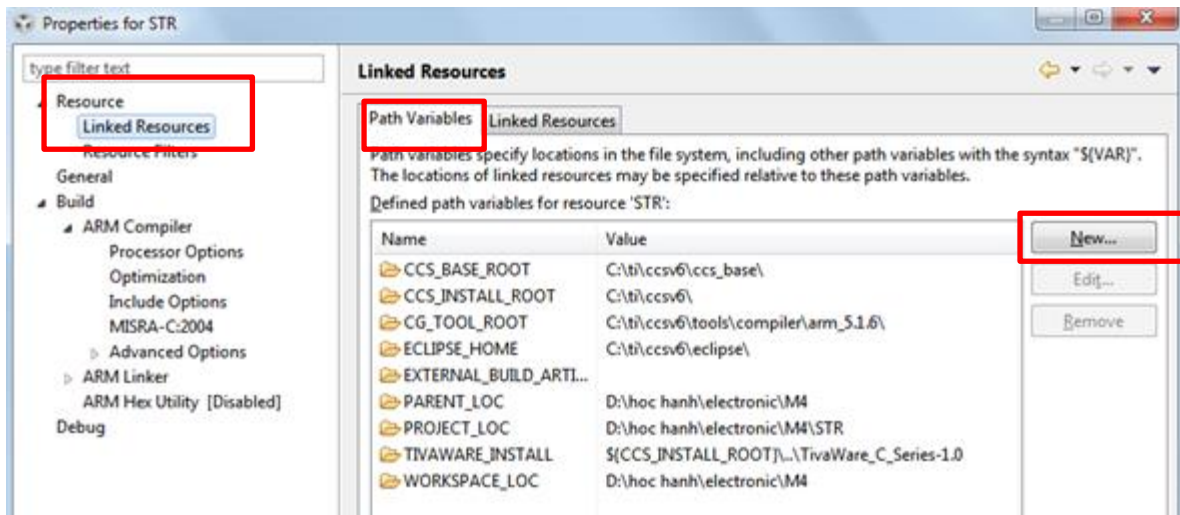 Properties for STR
type filter text
Resource
Linked Resources
Resource Filters
General
Build
ARM Compiler
Processor Options
Optimization
Include Options
MISRA-C:2004
Advanced Options
ARM Linker
ARM Hex Utility [Disabled]
Debug
Linked Resources
Path Variables Linked Resources
Path variables specify locations in the file system, including other path variables with the syntax "${VAR}".
The locations of linked resources may be specified relative to these path variables.
Defined path variables for resource 'STR':
Name Value
CCS_BASE_ROOT C:\ti\ccsv6\ccs_base\
CCS_INSTALL_ROOT C:\ti\ccsv6\
CG_TOOL_ROOT C:\ti\ccsv6\tools\compiler\arm_5.1.6\
ECLIPSE_HOME C:\ti\ccsv6\eclipse\
EXTERNAL_BUILD_ARTI...
PARENT_LOC D:\hoc hanh\electronic\M4
PROJECT_LOC D:\hoc hanh\electronic\M4\STR
TIVAWARE_INSTALL ${CCS_INSTALL_ROOT}\..\TivaWare_C_Series-1.0
WORKSPACE_LOC D:\hoc hanh\electronic\M4
New...
Edit...
Remove